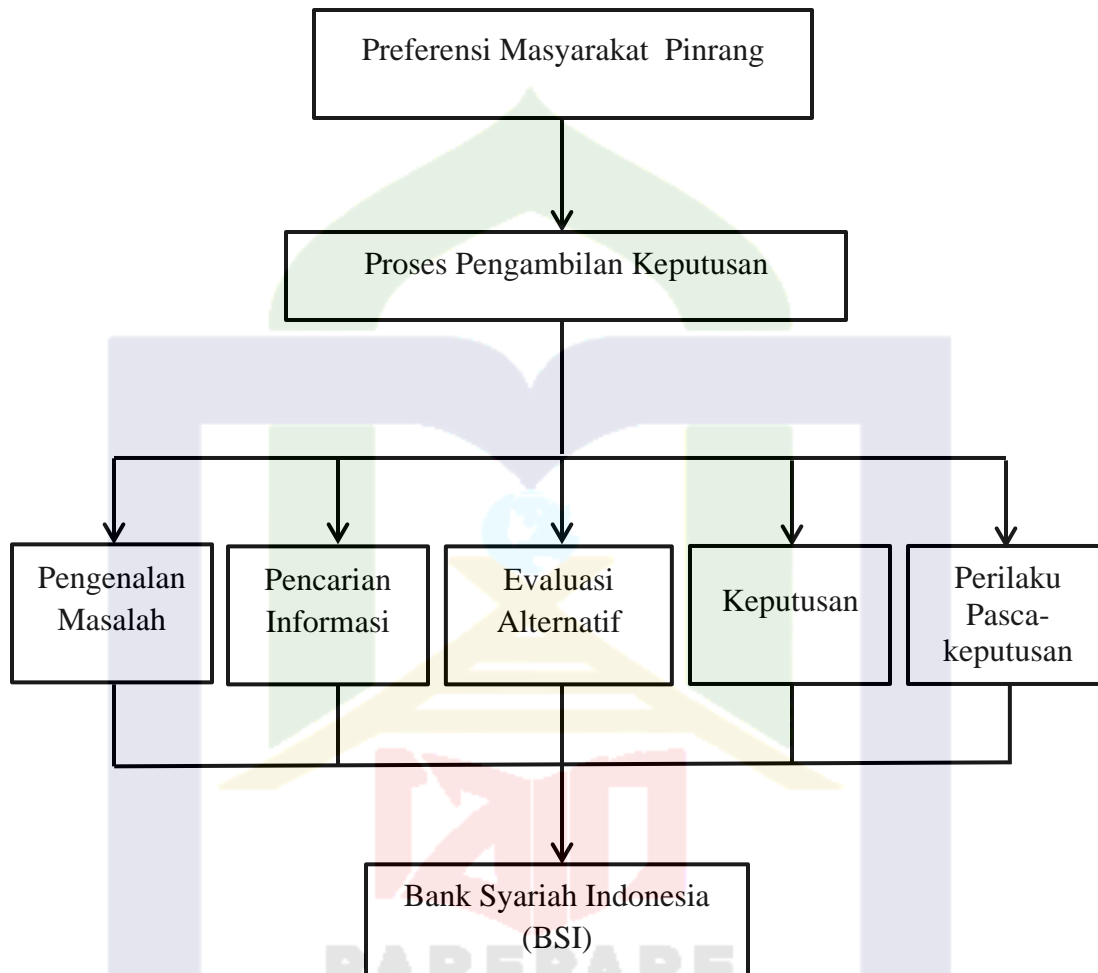 Preferensi Masyarakat Pinrang
Proses Pengambilan Keputusan
Pengenalan
Masalah
Pencarian
Informasi
Evaluasi
Alternatif
Keputusan
Perilaku
Pasca-
keputusan
Bank Syariah Indonesia
(BSI)
PAREPARE